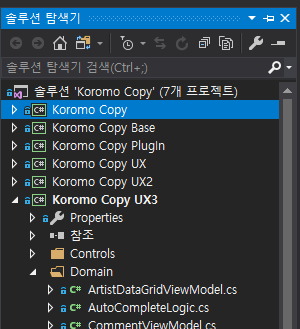 솔루션 탐색기
솔루션 탐색기 검색(Ctrl+;)
솔루션 'Koromo Copy' (7개 프로젝트)
C# Koromo Copy
C# Koromo Copy Base
C# Koromo Copy PlugIn
C# Koromo Copy UX
C# Koromo Copy UX2
C# Koromo Copy UX3
Properties
참조
Controls
Domain
C# ArtistDataGridViewModel.cs
C# AutoCompleteLogic.cs
C# CommentViewModel.cs